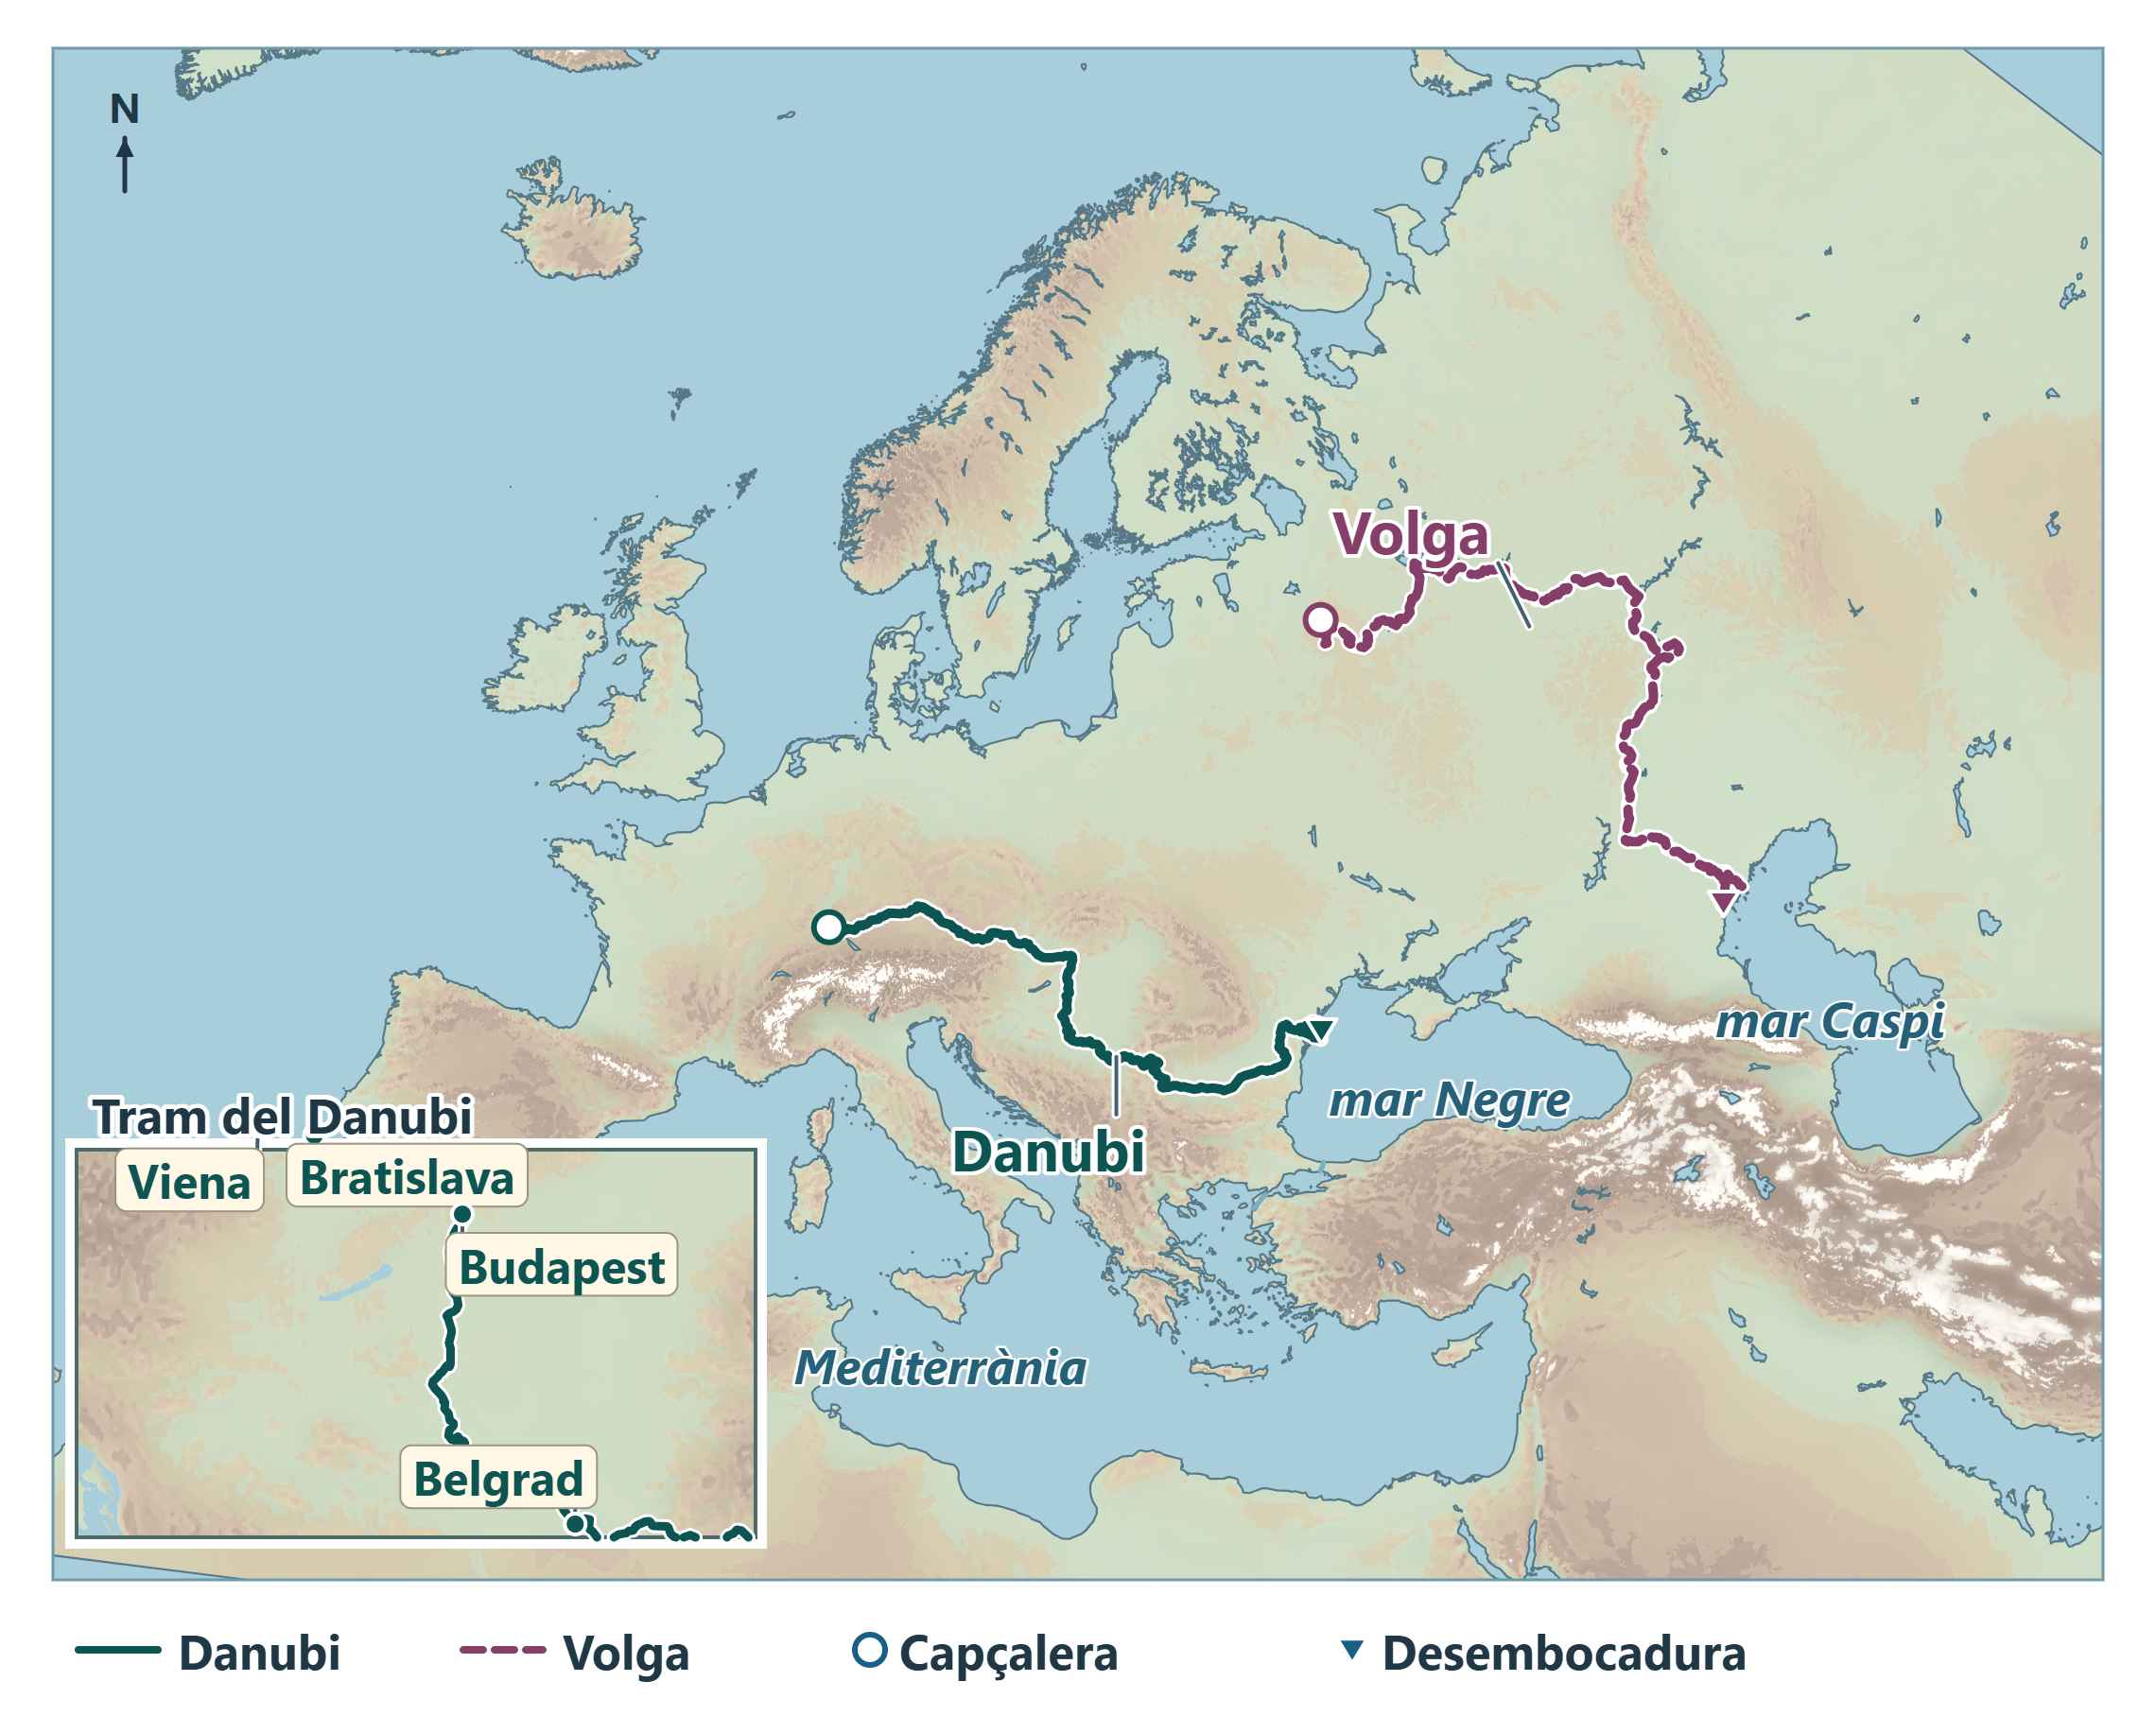 N
Volga
mar Caspi
mar Negre
Danubi
Mediterrània
Tram del Danubi
Viena
Bratislava
Budapest
Belgrad
Danubi
Volga
Capçalera
Desembocadura